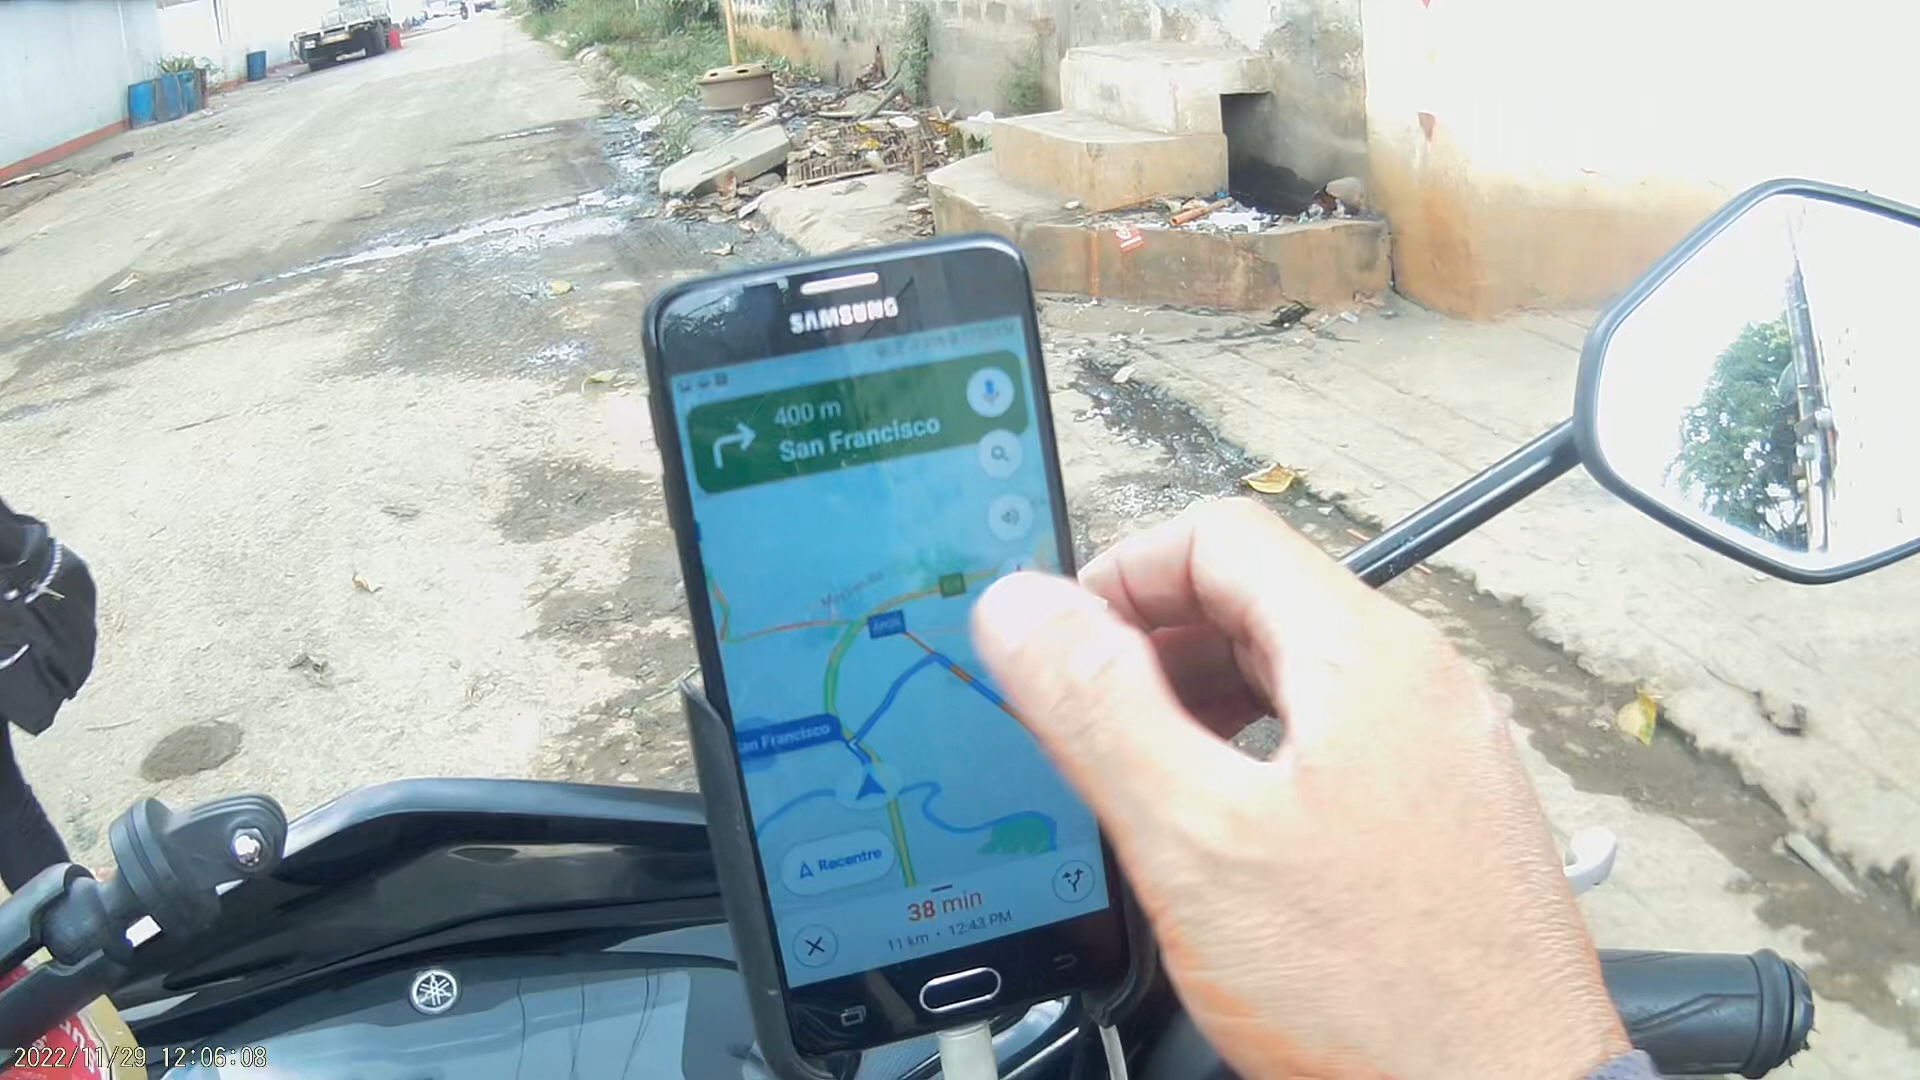 SAMSUNG
400 m
San Francisco
San Francisco
Recentre
38 min
11 km • 12:43 PM
2022/11/29 12:06:08